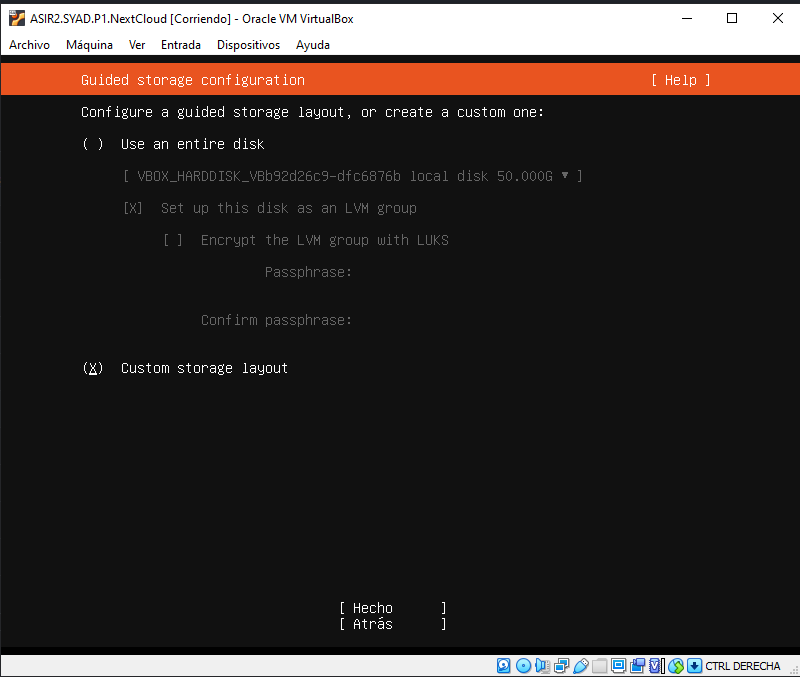 ASIR2.SYAD.P1.NextCloud [Corriendo] - Oracle VM VirtualBox
Archivo Máquina Ver Entrada Dispositivos Ayuda
Guided storage configuration [ Help ]
Configure a guided storage layout, or create a custom one:
( ) Use an entire disk
[ VBOX_HARDDISK_VBb92d26c9-dfc6876b local disk 50.000G ▾ ]
[X] Set up this disk as an LVM group
[ ] Encrypt the LVM group with LUKS
Passphrase:
Confirm passphrase:
(X) Custom storage layout
[ Hecho ]
[ Atrás ]
CTRL DERECHA